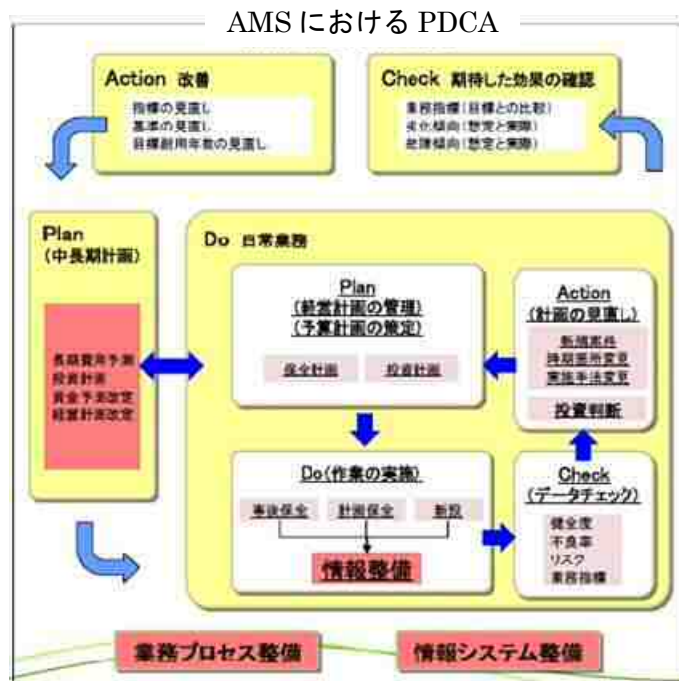 AMS における PDCA
Action 改善
指標の見直し
基準の見直し
目標耐用年数の見直し
Check 期待した効果の確認
業務指標(目標との比較)
劣化傾向(想定と実際)
故障傾向(想定と実際)
Plan
(中長期計画)
長期費用予測
投資計画
資金予測改定
経営計画改定
Do 日常業務
Plan
(経営計画の管理)
(予算計画の策定)
保全計画
投資計画
Action
(計画の見直し)
新規案件
時期箇所変更
実施手法変更
投資判断
Do(作業の実施)
事後保全
計画保全
新設
情報整備
Check
(データチェック)
健全度
不良率
リスク
業務指標
業務プロセス整備
情報システム整備